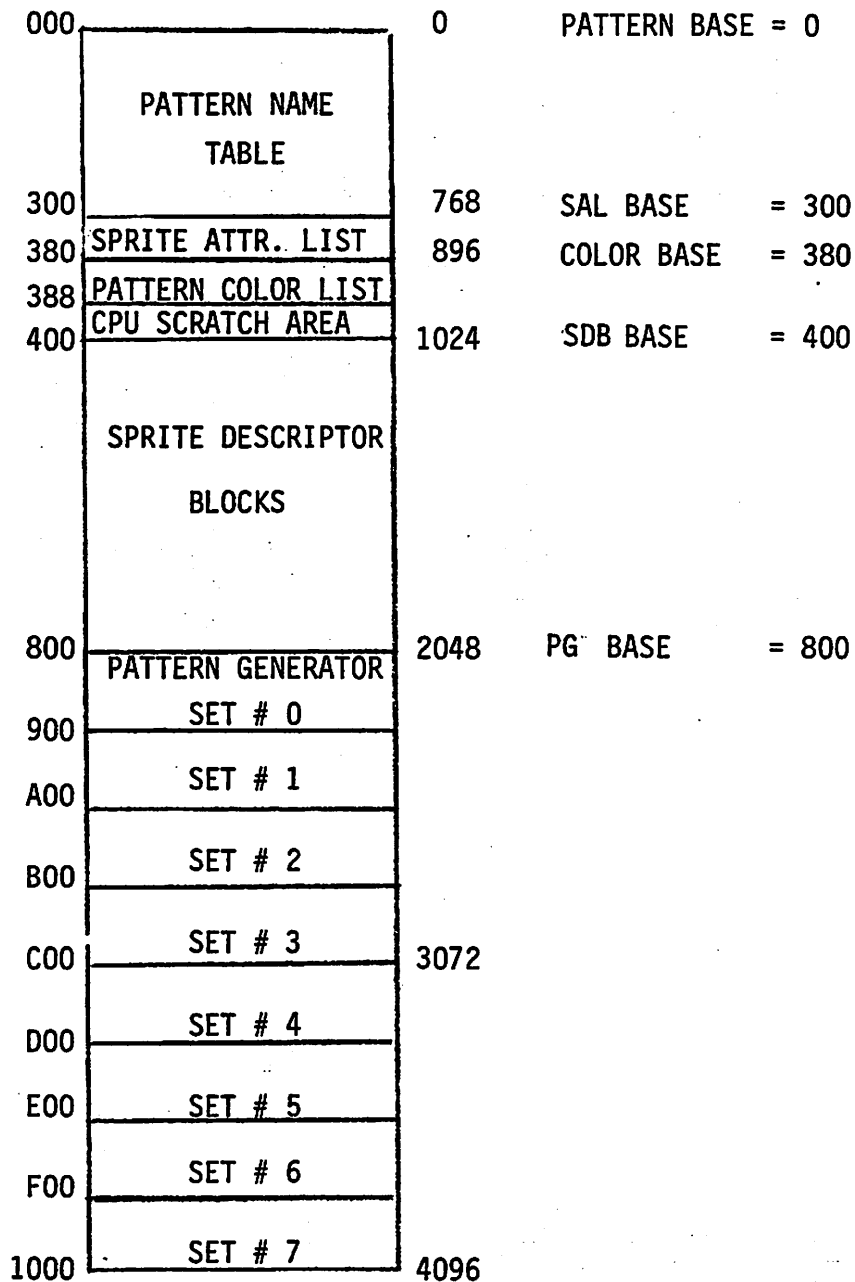 000 0 PATTERN BASE = 0
PATTERN NAME
TABLE
300 768 SAL BASE = 300
SPRITE ATTR. LIST
380 896 COLOR BASE = 380
388 PATTERN COLOR LIST
CPU SCRATCH AREA
400 1024 SDB BASE = 400
SPRITE DESCRIPTOR
BLOCKS
800 2048 PG BASE = 800
PATTERN GENERATOR
SET # 0
900
SET # 1
A00
SET # 2
B00
SET # 3
C00 3072
SET # 4
D00
E00 SET # 5
SET # 6
F00
SET # 7
1000 4096